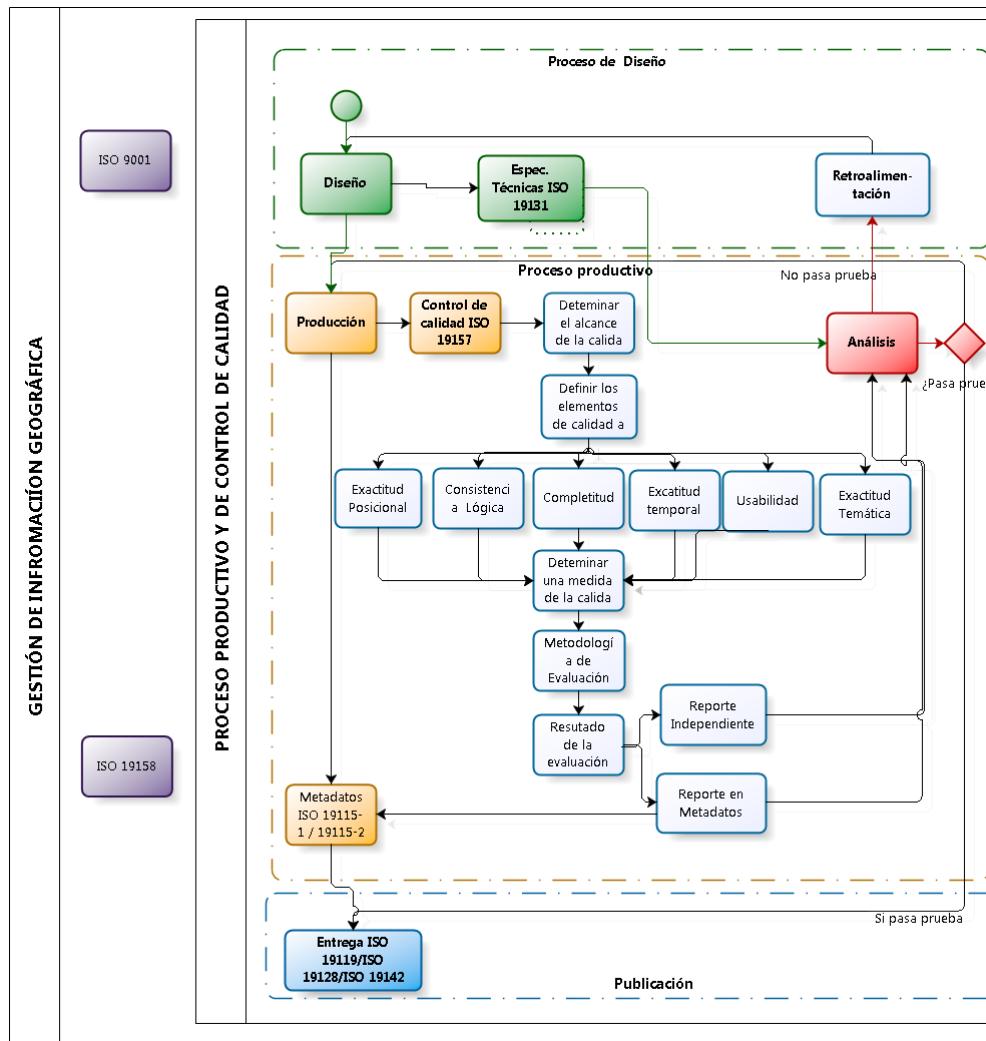 GESTIÓN DE INFROMACIÍON GEOGRÁFICA
ISO 9001
ISO 19158
PROCESO PRODUCTIVO Y DE CONTROL DE CALIDAD
Proceso de Diseño
Diseño
Espec.
Técnicas ISO
19131
Retroalimen-
tación
Proceso productivo
No pasa prueba
Producción
Control de
calidad ISO
19157
Deteminar
el alcance
de la calida
Análisis
¿Pasa prue
Definir los
elementos
de calidad a
Exactitud
Posicional
Consistenci
a Lógica
Completitud
Excatitud
temporal
Usabilidad
Exactitud
Temática
Deteminar
una medida
de la calida
Metodologí
a de
Evaluación
Resutado
de la
evaluación
Reporte
Independiente
Reporte en
Metadatos
Metadatos
ISO 19115-
1 / 19115-2
Si pasa prueba
Entrega ISO
19119/ISO
19128/ISO 19142
Publicación